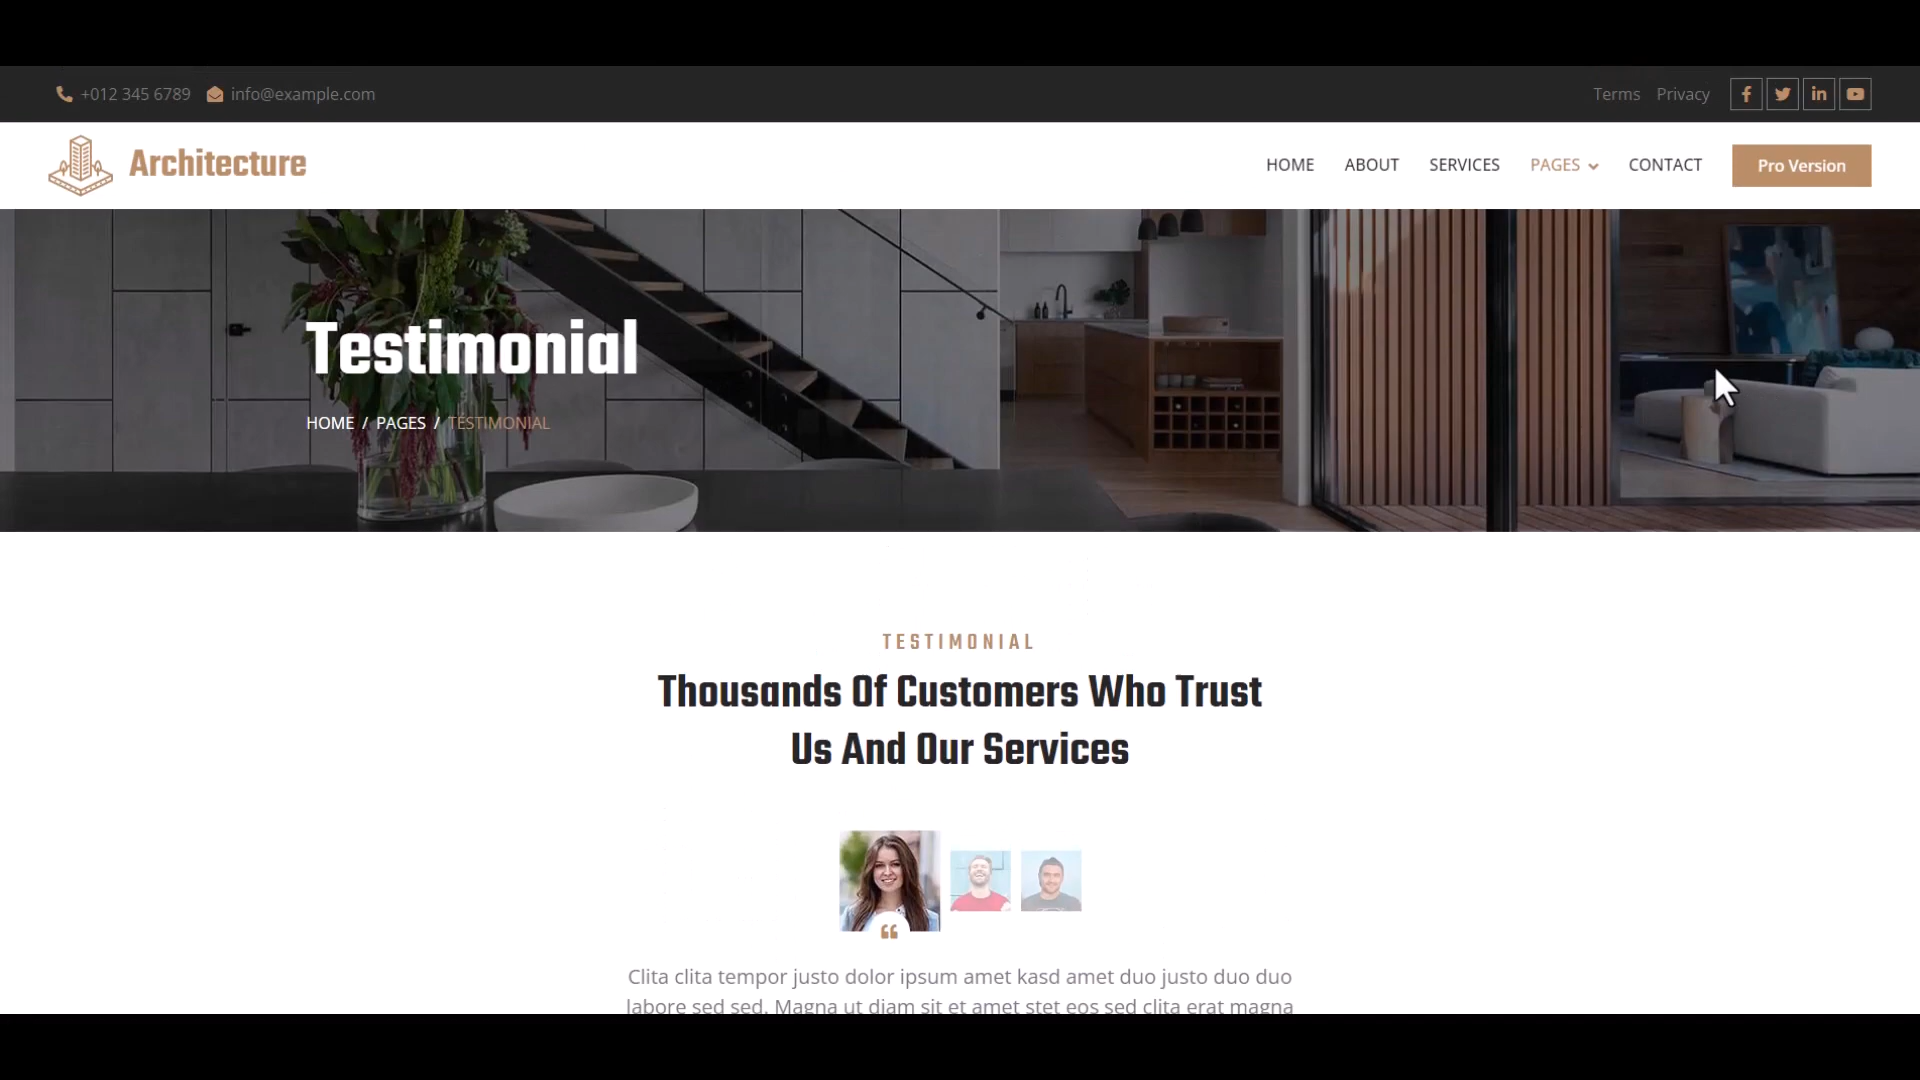 +012 345 6789 info@example.com Terms Privacy
Architecture HOME ABOUT SERVICES PAGES CONTACT Pro Version
Testimonial
HOME / PAGES / TESTIMONIAL
TESTIMONIAL
Thousands Of Customers Who Trust
Us And Our Services
Clita clita tempor justo dolor ipsum amet kasd amet duo justo duo duo
labore sed sed. Magna ut diam sit et amet stet eos sed clita erat magna